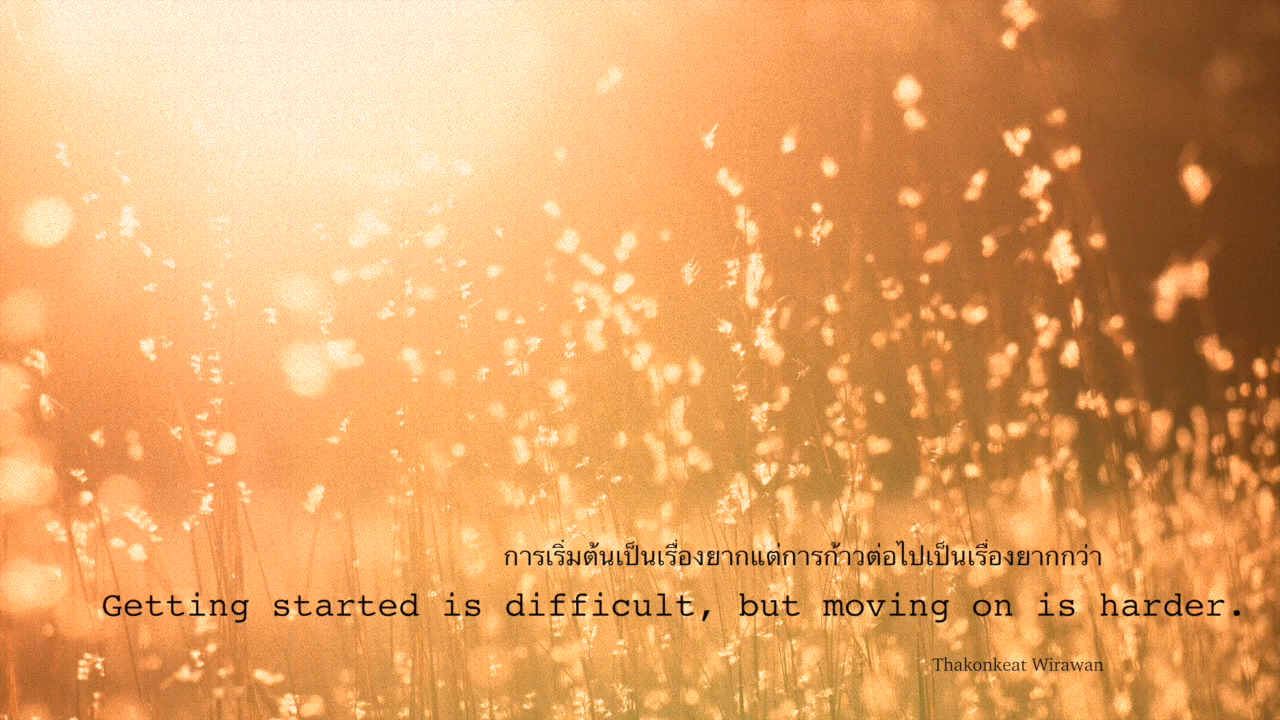 การเริ่มต้นเป็นเรื่องยากแต่การก้าวต่อไปเป็นเรื่องยากกว่า
Getting started is difficult, but moving on is harder.
Thakonkeat Wirawan